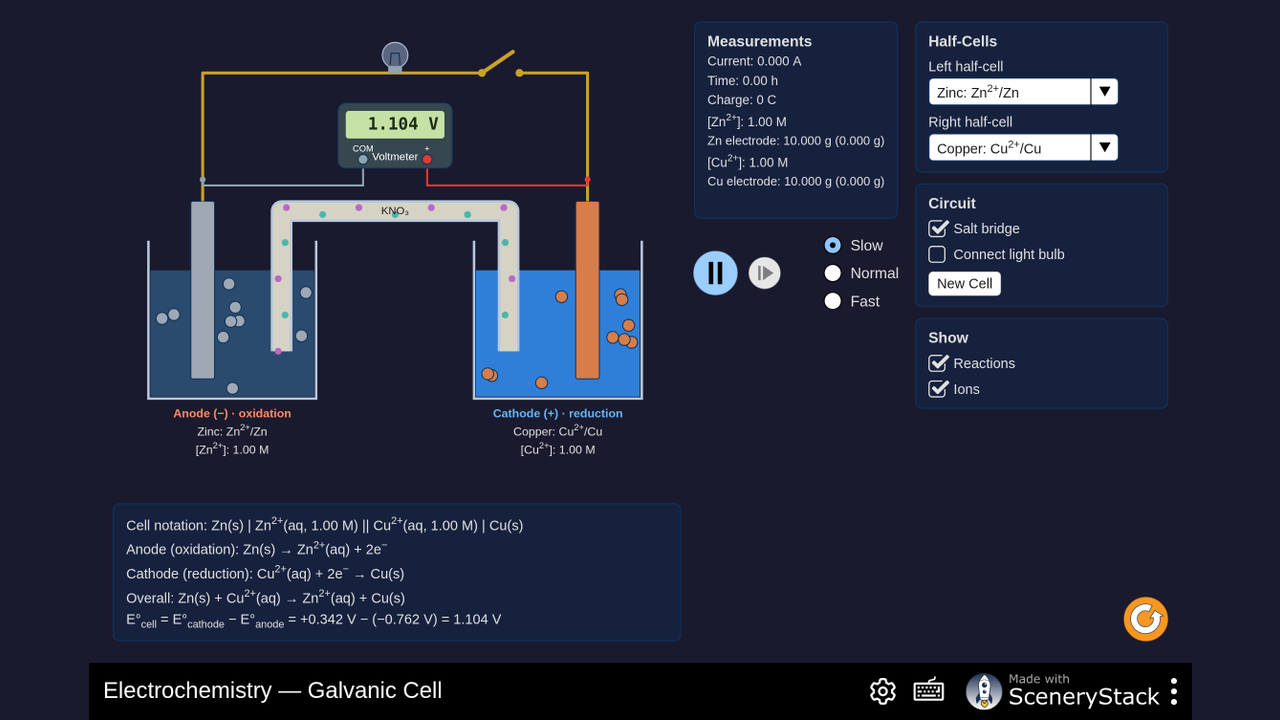 1.104 V
COM
+
Voltmeter
KNO₃
Anode (−) · oxidation
Zinc: Zn²⁺/Zn
[Zn²⁺]: 1.00 M
Cathode (+) · reduction
Copper: Cu²⁺/Cu
[Cu²⁺]: 1.00 M
Measurements
Current: 0.000 A
Time: 0.00 h
Charge: 0 C
[Zn²⁺]: 1.00 M
Zn electrode: 10.000 g (0.000 g)
[Cu²⁺]: 1.00 M
Cu electrode: 10.000 g (0.000 g)
Slow
Normal
Fast
Half-Cells
Left half-cell
Zinc: Zn²⁺/Zn
Right half-cell
Copper: Cu²⁺/Cu
Circuit
Salt bridge
Connect light bulb
New Cell
Show
Reactions
Ions
Cell notation: Zn(s) | Zn²⁺(aq, 1.00 M) || Cu²⁺(aq, 1.00 M) | Cu(s)
Anode (oxidation): Zn(s) → Zn²⁺(aq) + 2e⁻
Cathode (reduction): Cu²⁺(aq) + 2e⁻ → Cu(s)
Overall: Zn(s) + Cu²⁺(aq) → Zn²⁺(aq) + Cu(s)
E°cell = E°cathode − E°anode = +0.342 V − (−0.762 V) = 1.104 V
Electrochemistry — Galvanic Cell
Made with
SceneryStack